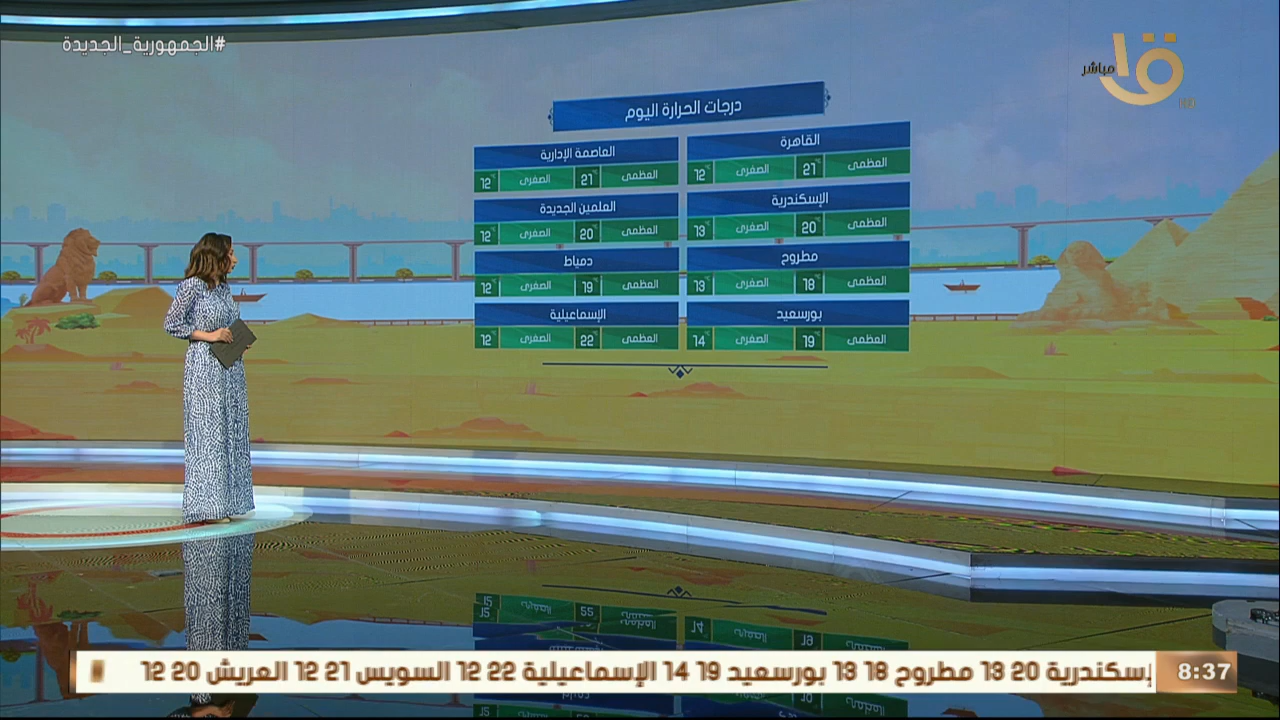 #الجمهورية_الجديدة
مباشر
درجات الحرارة اليوم
القاهرة
العظمى 21 الصغرى 12
العاصمة الإدارية
العظمى 21 الصغرى 12
الإسكندرية
العظمى 20 الصغرى 13
العلمين الجديدة
العظمى 20 الصغرى 12
مطروح
العظمى 18 الصغرى 13
دمياط
العظمى 19 الصغرى 12
بورسعيد
العظمى 19 الصغرى 14
الإسماعيلية
العظمى 22 الصغرى 12
8:37
إسكندرية 20 13 مطروح 18 13 بورسعيد 19 14 الإسماعيلية 22 12 السويس 21 12 العريش 20 12